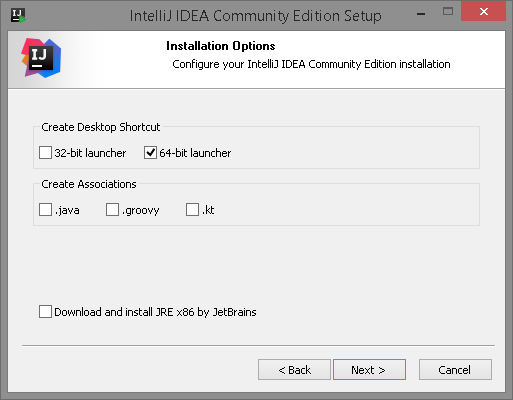 IntelliJ IDEA Community Edition Setup
IJ
Installation Options
Configure your IntelliJ IDEA Community Edition installation
Create Desktop Shortcut
32-bit launcher 64-bit launcher
Create Associations
.java .groovy .kt
Download and install JRE x86 by JetBrains
< Back Next > Cancel